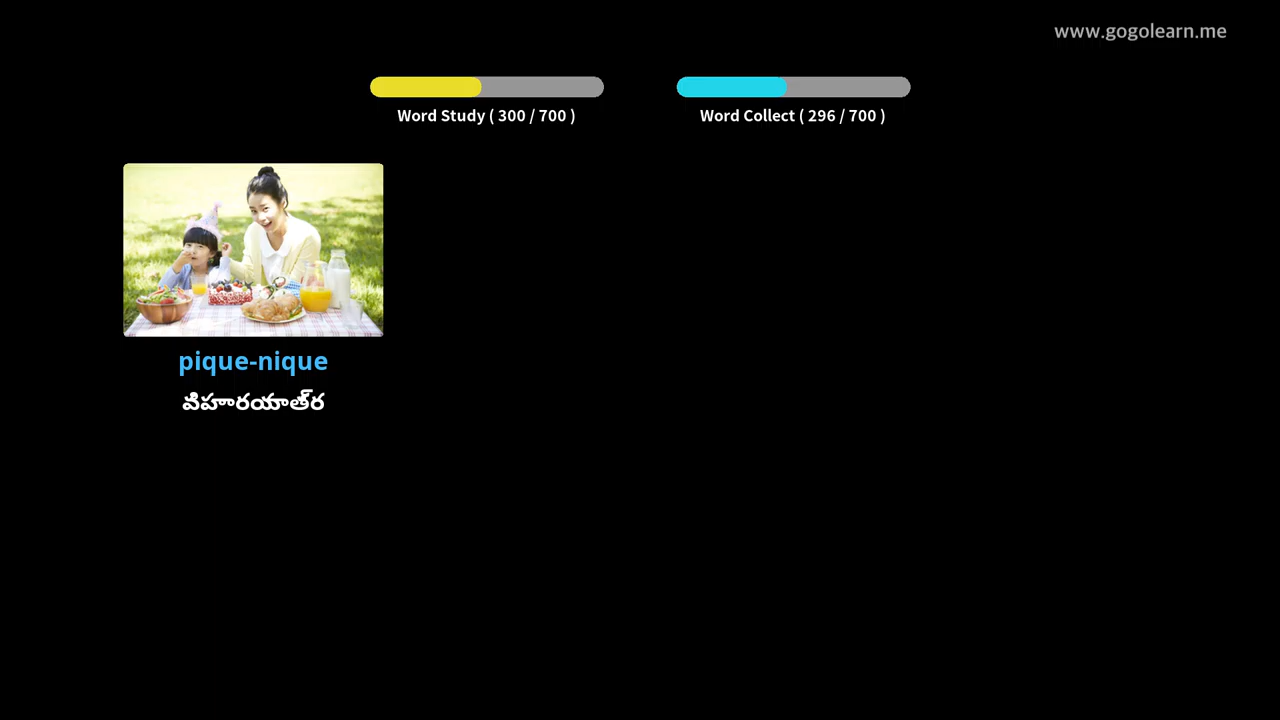 www.gogolearn.me
Word Study ( 300 / 700 )
Word Collect ( 296 / 700 )
pique-nique
విహారయాత్ర